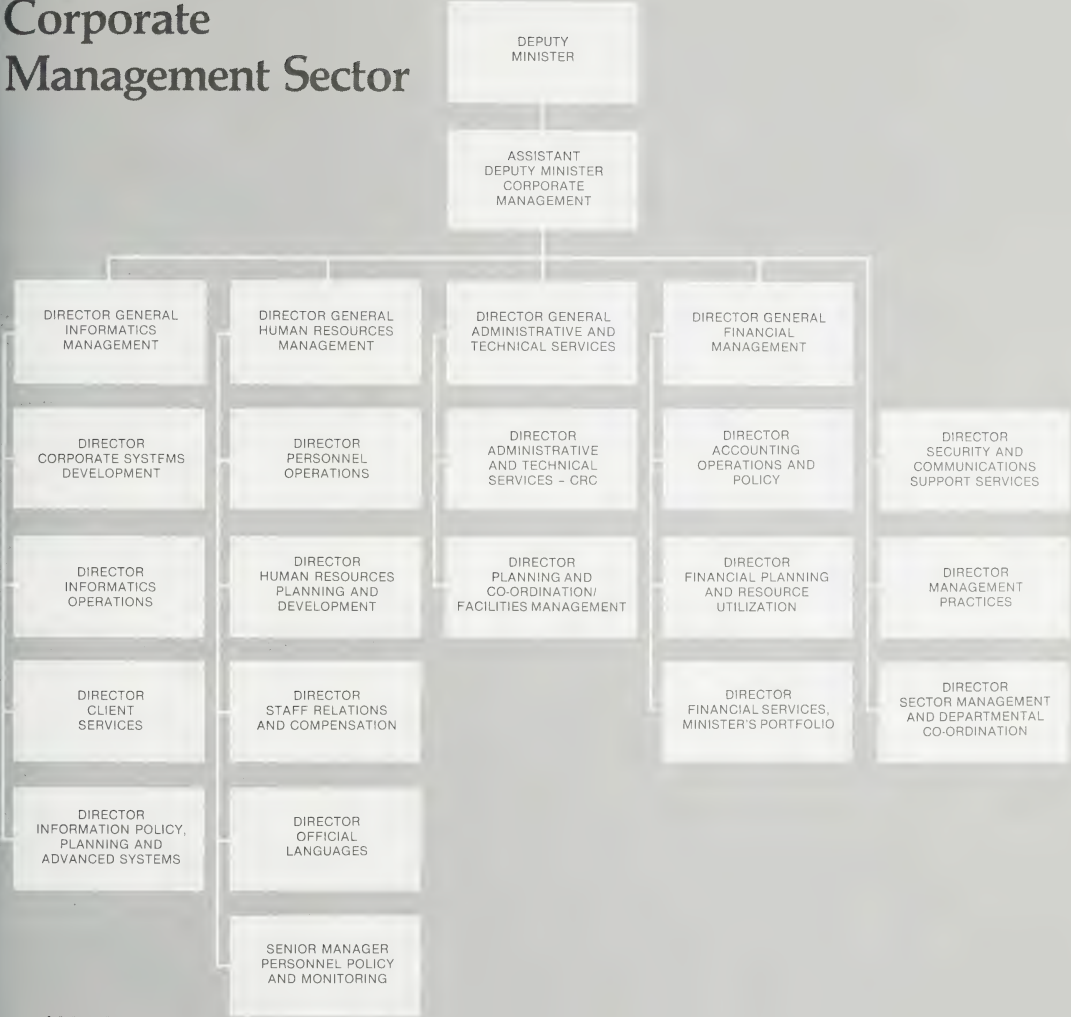 Corporate
Management Sector
DEPUTY
MINISTER
ASSISTANT
DEPUTY MINISTER
CORPORATE
MANAGEMENT
DIRECTOR GENERAL
INFORMATICS
MANAGEMENT
DIRECTOR GENERAL
HUMAN RESOURCES
MANAGEMENT
DIRECTOR GENERAL
ADMINISTRATIVE AND
TECHNICAL SERVICES
DIRECTOR GENERAL
FINANCIAL
MANAGEMENT
DIRECTOR
CORPORATE SYSTEMS
DEVELOPMENT
DIRECTOR
PERSONNEL
OPERATIONS
DIRECTOR
ADMINISTRATIVE
AND TECHNICAL
SERVICES – CRC
DIRECTOR
ACCOUNTING
OPERATIONS AND
POLICY
DIRECTOR
SECURITY AND
COMMUNICATIONS
SUPPORT SERVICES
DIRECTOR
INFORMATICS
OPERATIONS
DIRECTOR
HUMAN RESOURCES
PLANNING AND
DEVELOPMENT
DIRECTOR
PLANNING AND
CO-ORDINATION/
FACILITIES MANAGEMENT
DIRECTOR
FINANCIAL PLANNING
AND RESOURCE
UTILIZATION
DIRECTOR
MANAGEMENT
PRACTICES
DIRECTOR
CLIENT
SERVICES
DIRECTOR
STAFF RELATIONS
AND COMPENSATION
DIRECTOR
FINANCIAL SERVICES,
MINISTER'S PORTFOLIO
DIRECTOR
SECTOR MANAGEMENT
AND DEPARTMENTAL
CO-ORDINATION
DIRECTOR
INFORMATION POLICY,
PLANNING AND
ADVANCED SYSTEMS
DIRECTOR
OFFICIAL
LANGUAGES
SENIOR MANAGER
PERSONNEL POLICY
AND MONITORING